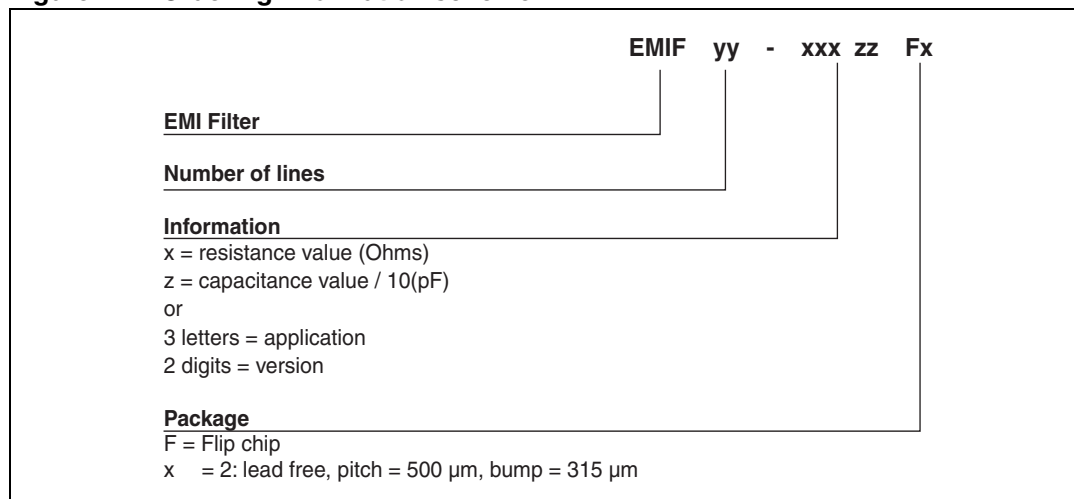 EMIF yy - xxx zz Fx
EMI Filter
Number of lines
Information
x = resistance value (Ohms)
z = capacitance value / 10(pF)
or
3 letters = application
2 digits = version
Package
F = Flip chip
x = 2: lead free, pitch = 500 µm, bump = 315 µm